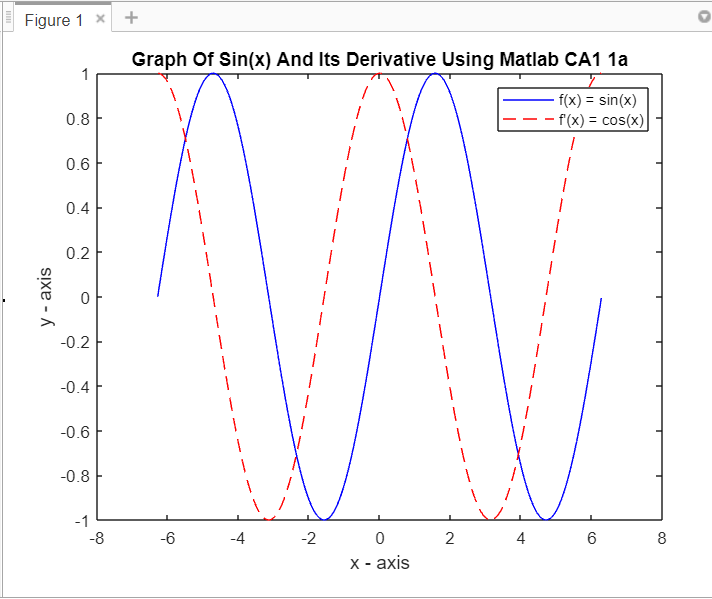 Figure 1
Graph Of Sin(x) And Its Derivative Using Matlab CA1 1a
f(x) = sin(x)
f'(x) = cos(x)
1
0.8
0.6
0.4
0.2
0
-0.2
-0.4
-0.6
-0.8
-1
y - axis
-8 -6 -4 -2 0 2 4 6 8
x - axis